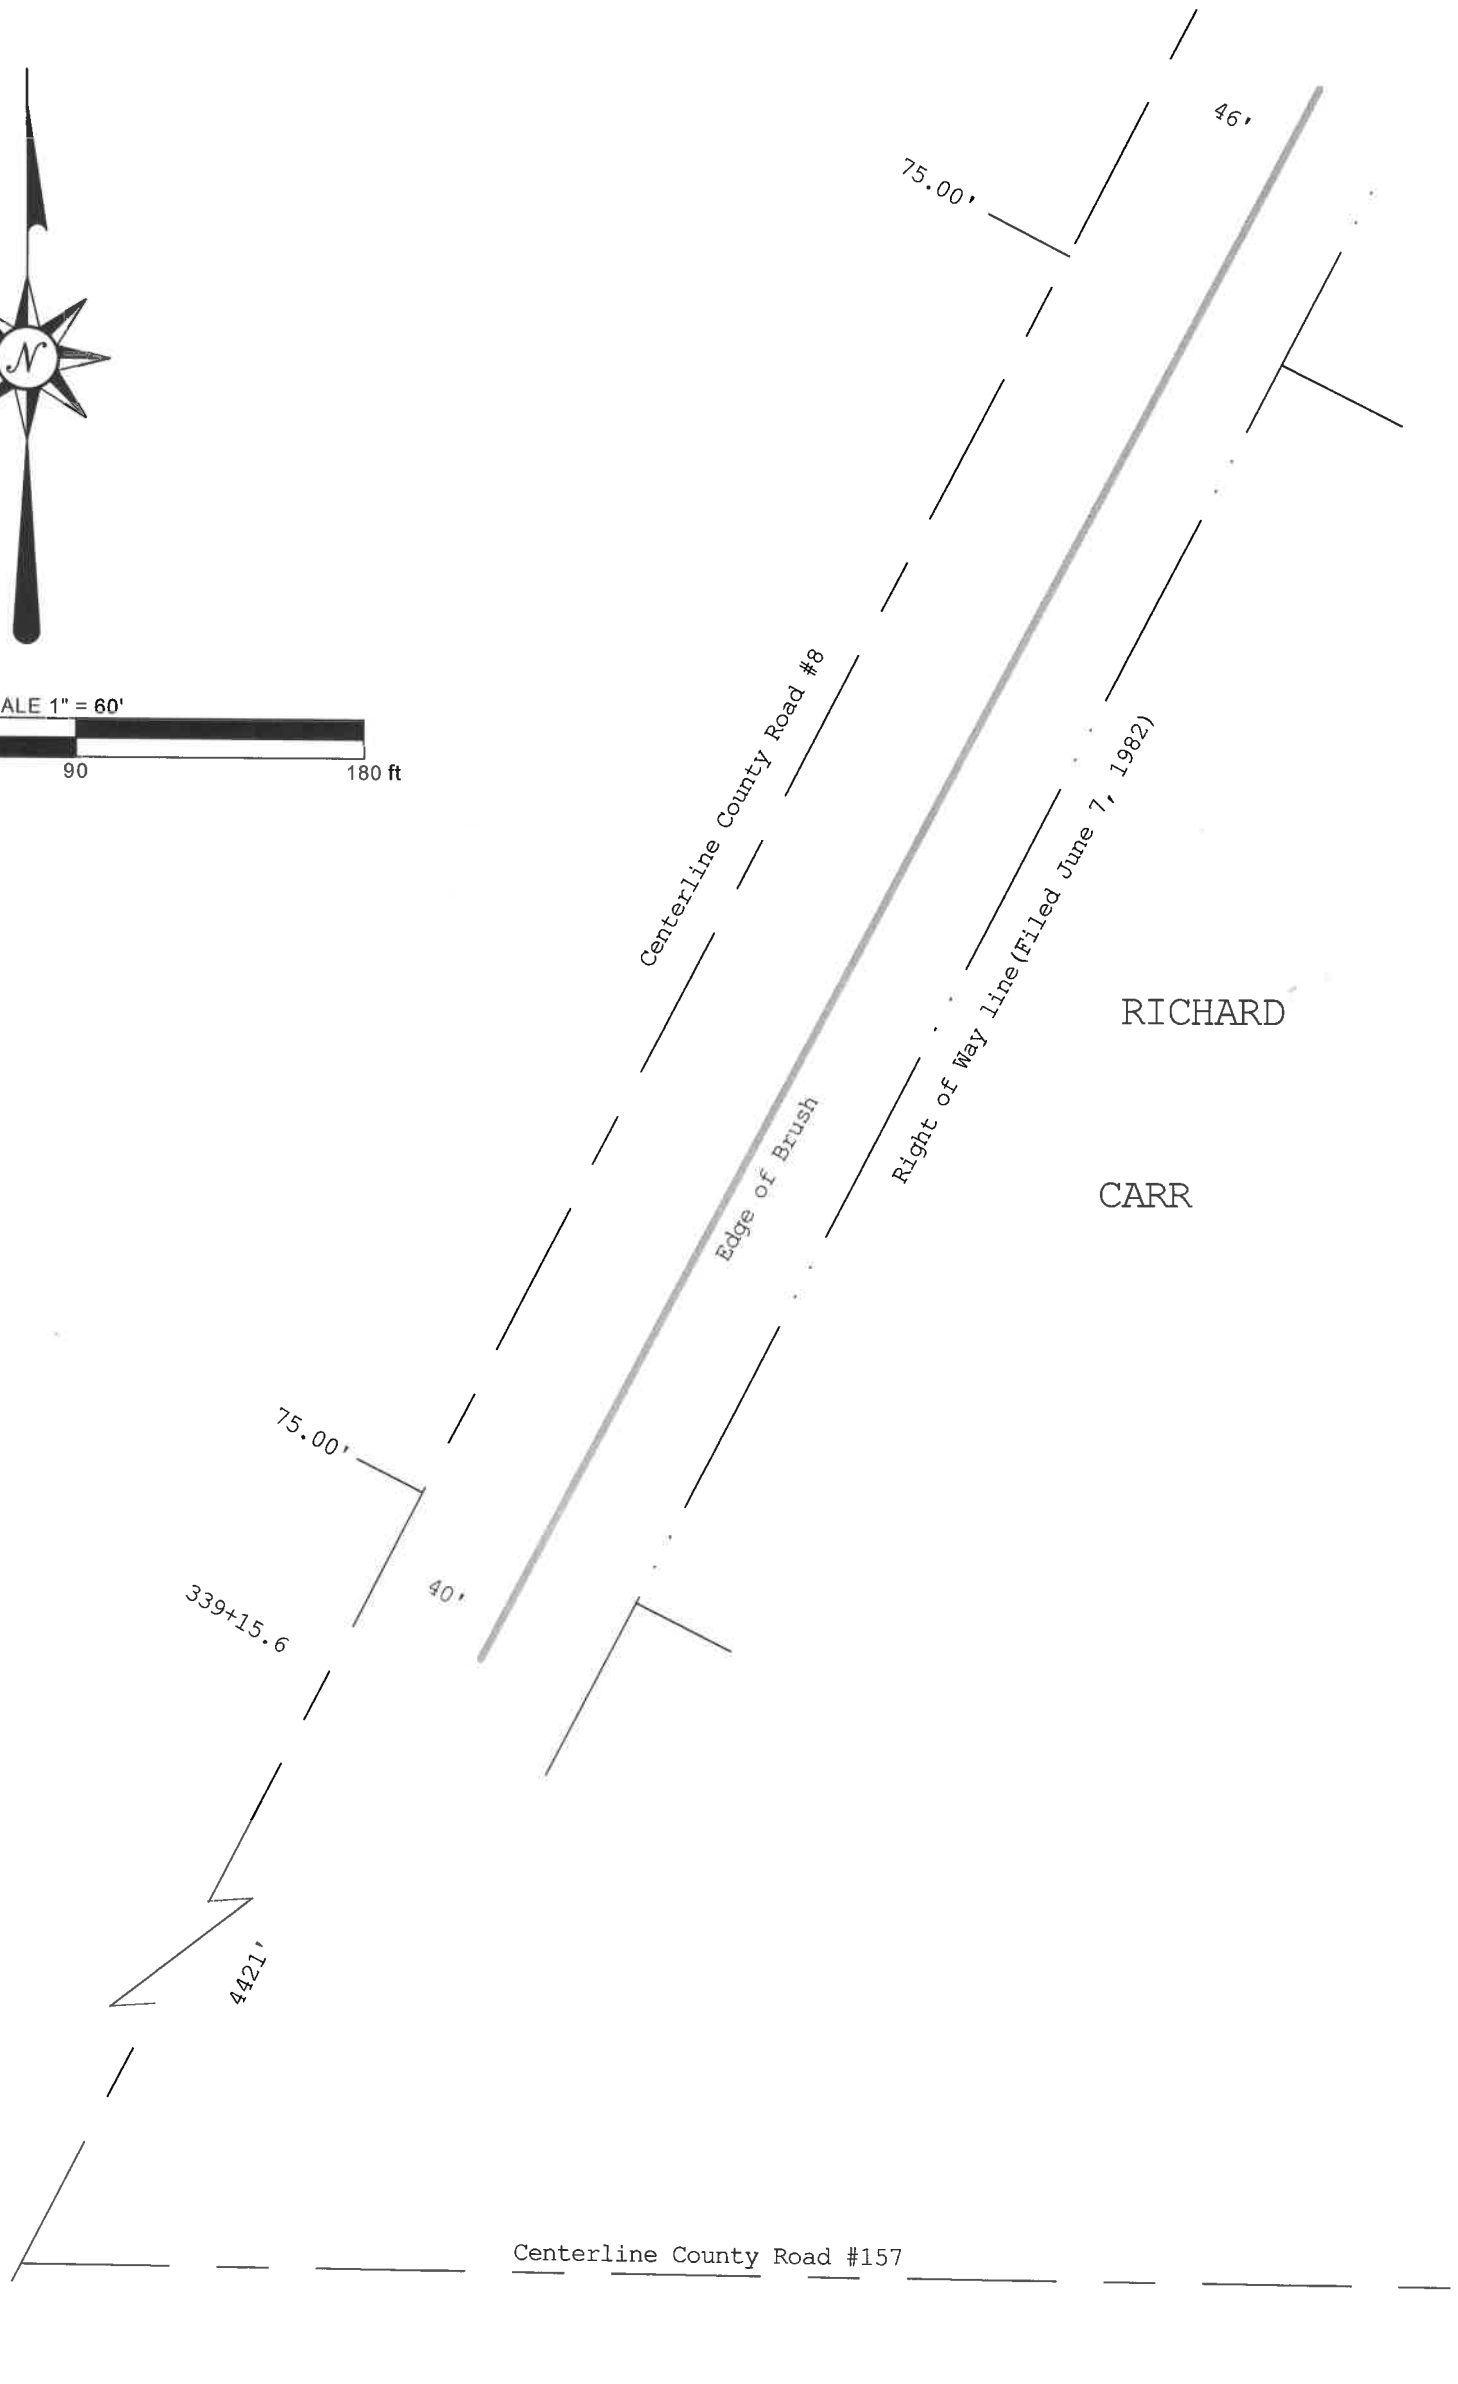 46'
75.00'
N
ALE 1" = 60'
90
180 ft
Centerline County Road #8
Right of Way line(Filed June 7, 1982)
RICHARD
Edge of Brush
CARR
75.00'
40'
339+15.6
4421'
Centerline County Road #157